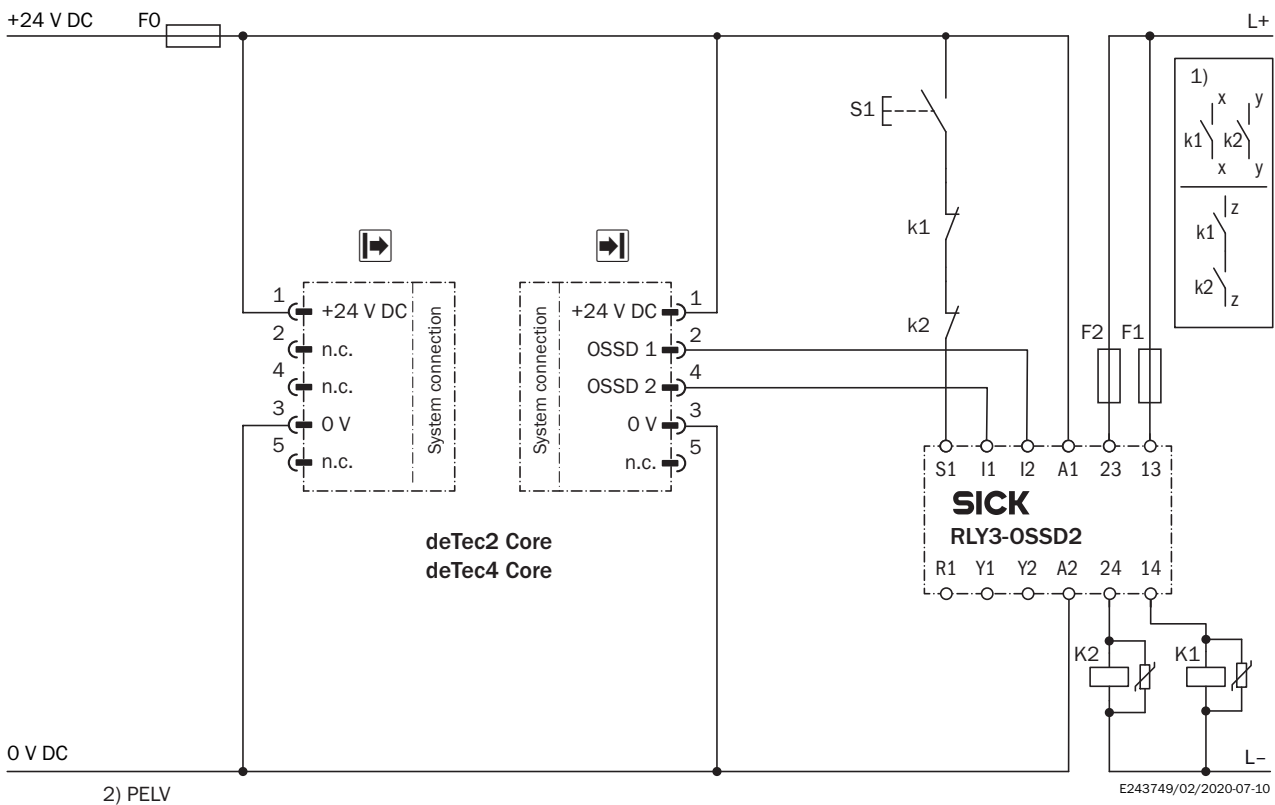 +24 V DC F0 L+
1)
x y
k1 k2
x y
z
k1
k2
z
S1
k1
k2
F2 F1
1 +24 V DC
2 n.c.
4 n.c.
3 0 V
5 n.c.
System connection
System connection
+24 V DC 1
OSSD 1 2
OSSD 2 4
0 V 3
n.c. 5
deTec2 Core
deTec4 Core
S1 I1 I2 A1 23 13
SICK
RLY3-OSSD2
R1 Y1 Y2 A2 24 14
K2 K1
0 V DC L–
2) PELV
E243749/02/2020-07-10